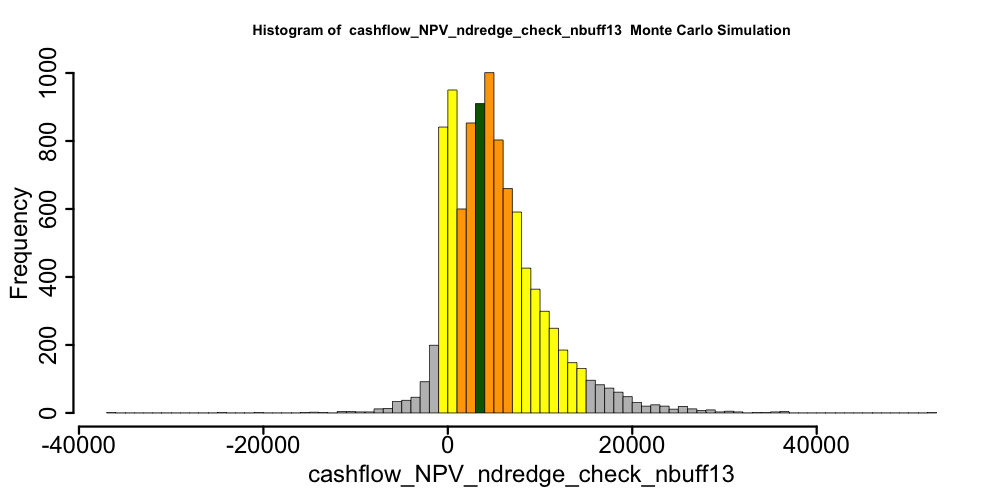 Histogram of  cashflow_NPV_ndredge_check_nbuff13  Monte Carlo Simulation
1000
800
600
400
200
0
Frequency
-40000 -20000 0 20000 40000
cashflow_NPV_ndredge_check_nbuff13